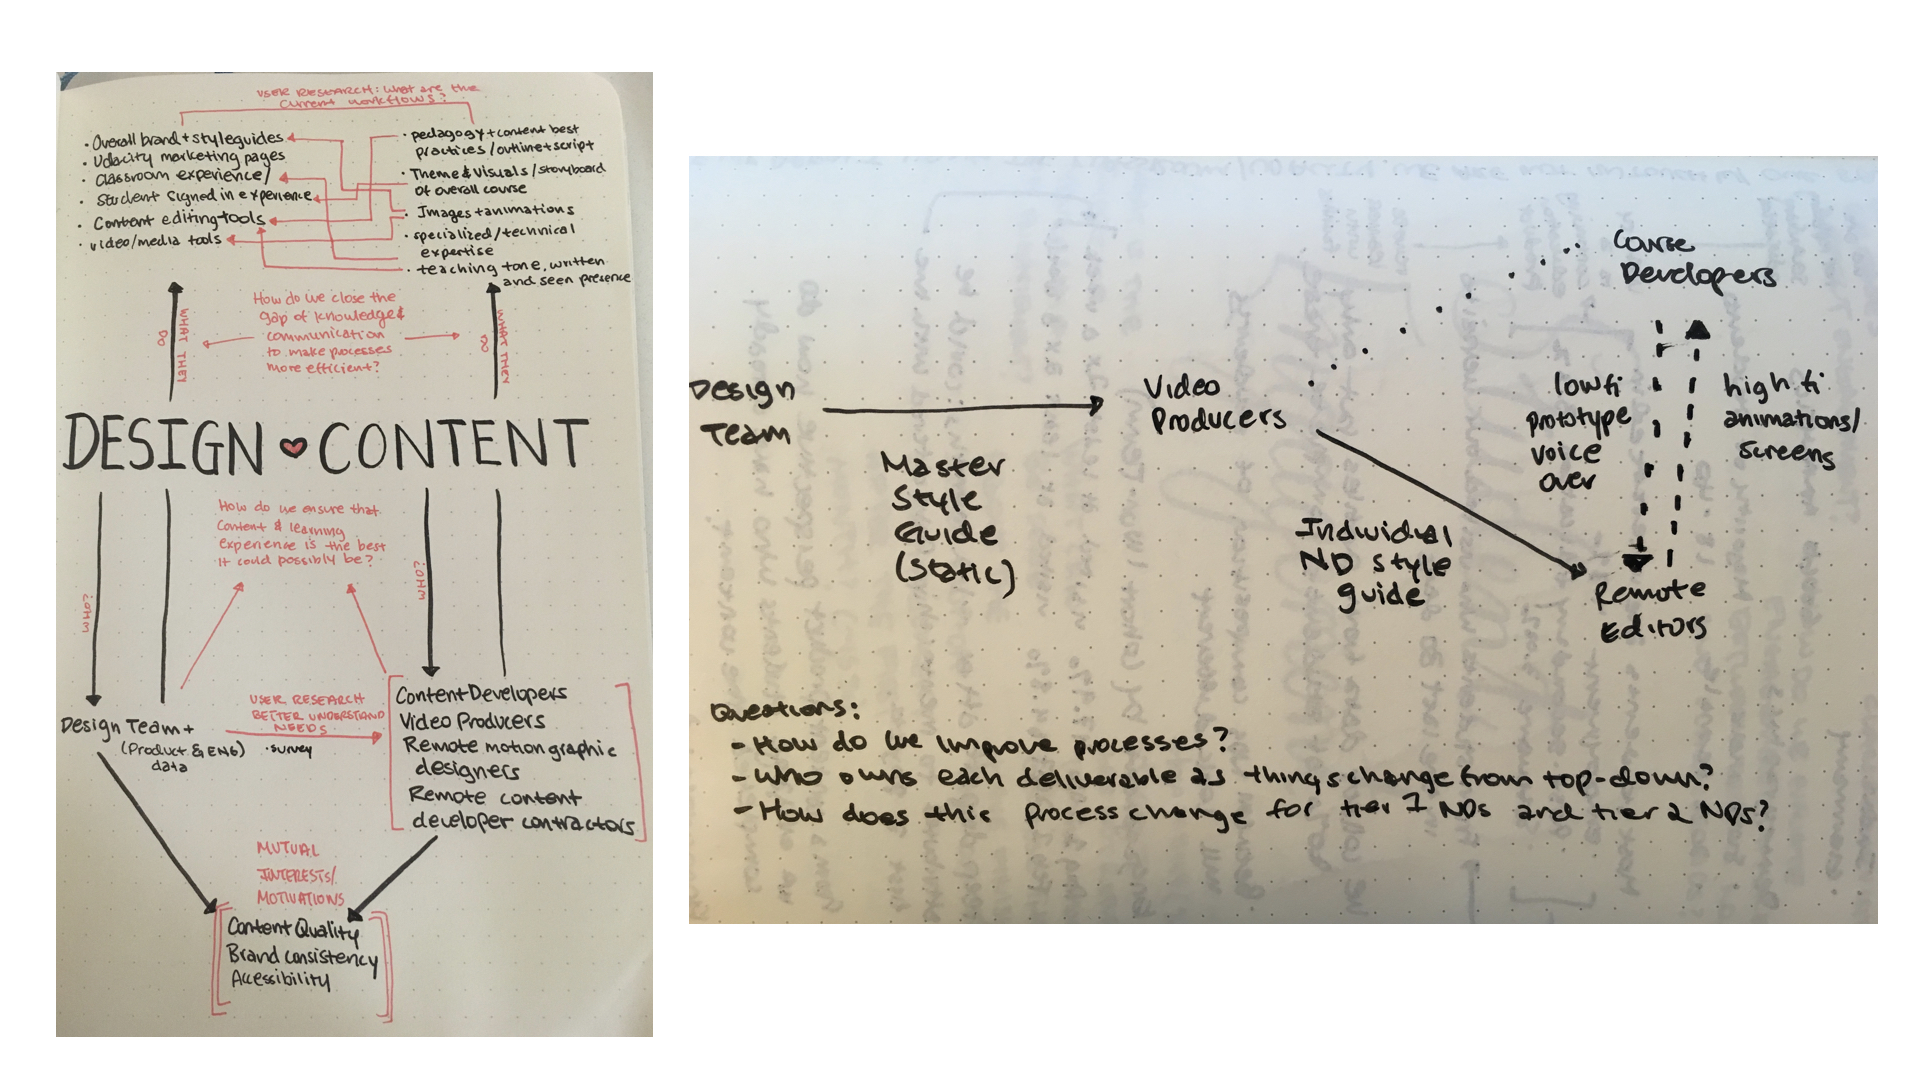 USER RESEARCH: What are the
current workflows?
· Overall brand + styleguides
· Udacity marketing pages
· Classroom experience/
· Student signed in experience
· Content editing tools
· video/media tools
· pedagogy + content best
practices/outline + script
· Theme & Visuals/storyboard
of overall course
· Images + animations
· specialized/technical
expertise
· teaching tone, written
and seen presence
WHAT THEY
DO
How do we close the
gap of knowledge &
communication
to make processes
more efficient?
WHAT THEY
DO
DESIGN ♥ CONTENT
WHO?
How do we ensure that
content & learning
experience is the best
it could possibly be?
WHO?
Design Team +
(Product & ENG)
data
USER RESEARCH
BETTER UNDERSTAND
NEEDS
· survey
Content Developers
Video Producers
Remote motion graphic
designers
Remote content
developer contractors
MUTUAL
INTERESTS/
MOTIVATIONS
Content Quality
Brand consistency
Accessibility
Design
Team
Master
Style
Guide
(Static)
Video
Producers
Individual
ND style
guide
Course
Developers
lowfi
prototype
voice
over
high fi
animations/
screens
Remote
Editors
Questions:
- How do we improve processes?
- Who owns each deliverable as things change from top-down?
- How does this process change for tier 1 NDs and tier 2 NDs?